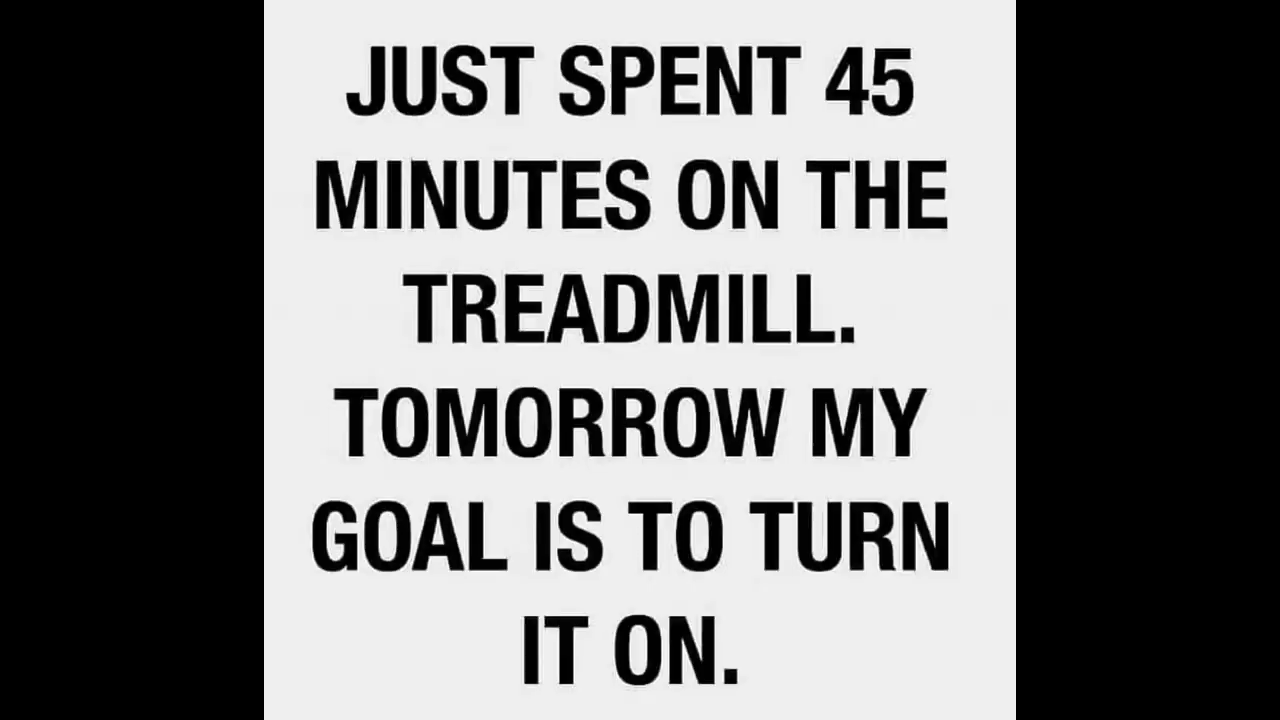 JUST SPENT 45
MINUTES ON THE
TREADMILL.
TOMORROW MY
GOAL IS TO TURN
IT ON.